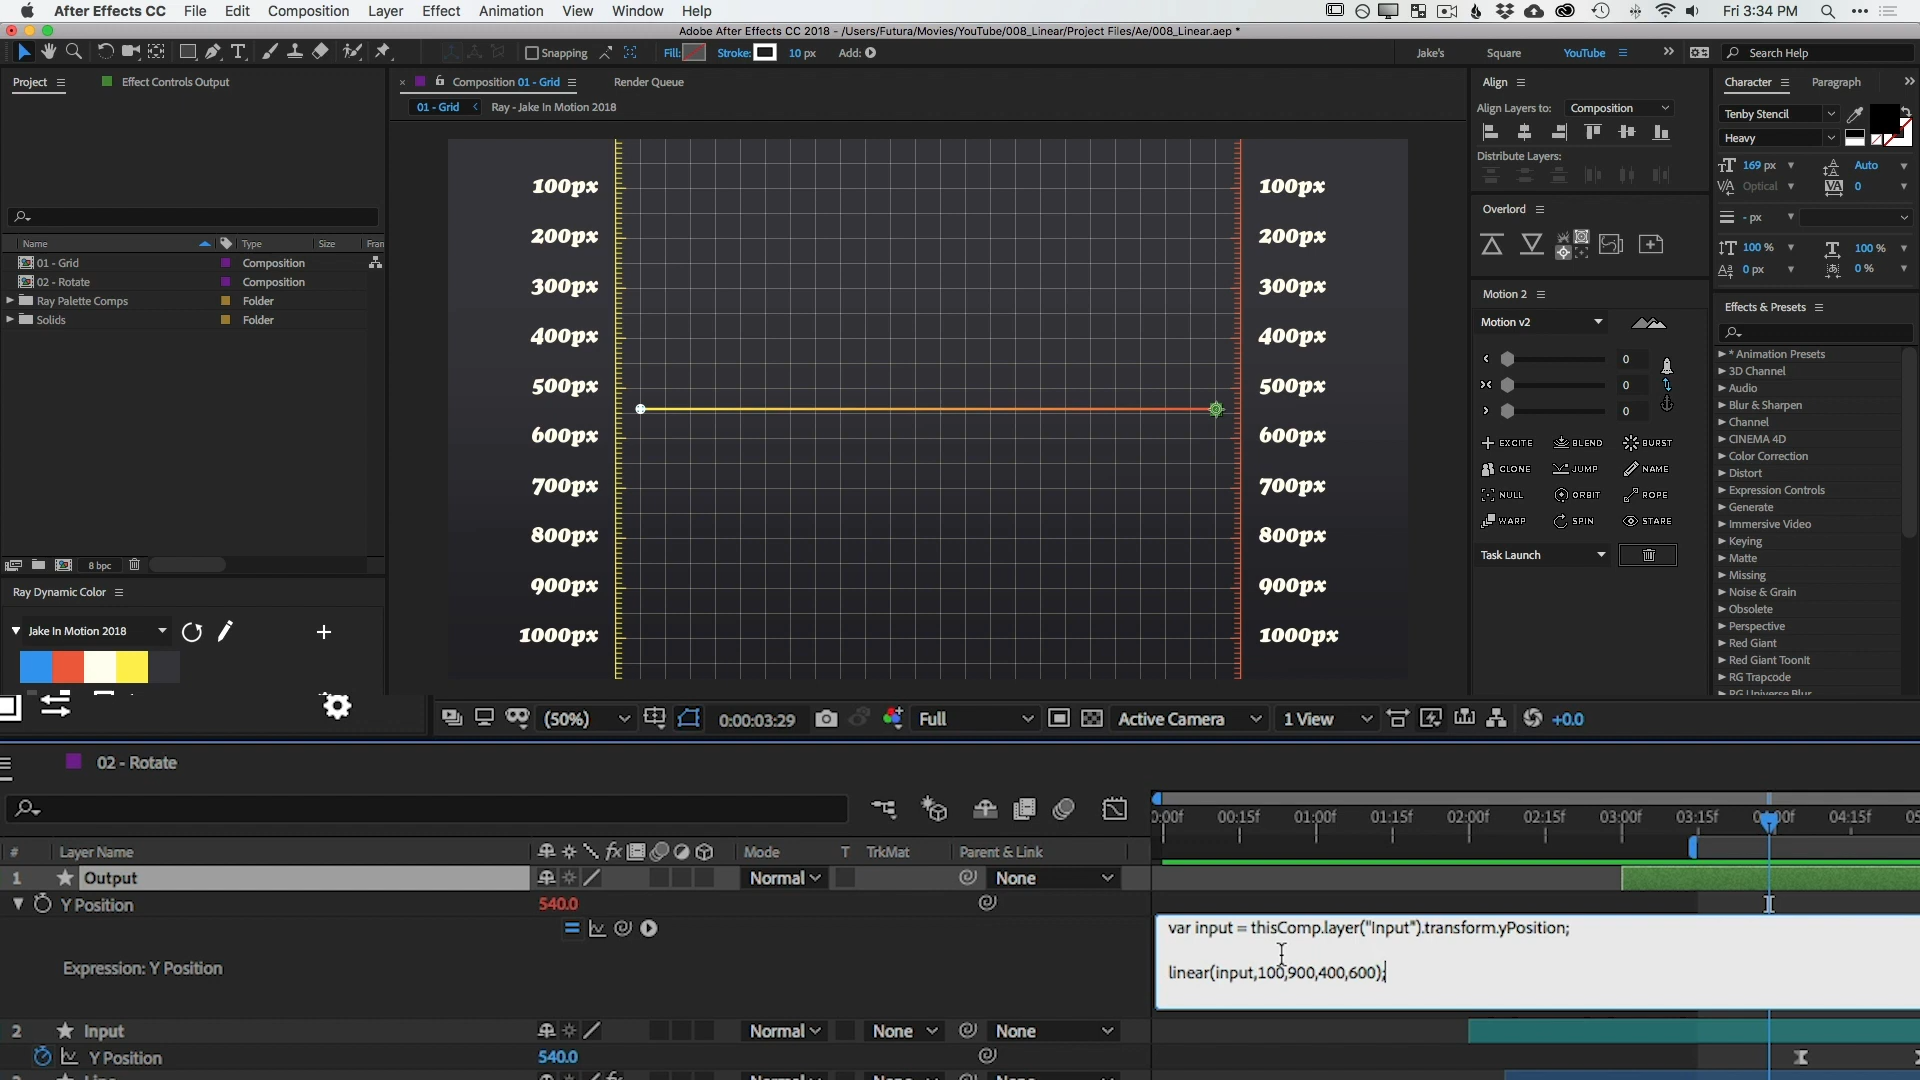 After Effects CC File Edit Composition Layer Effect Animation View Window Help Fri 3:34 PM
Adobe After Effects CC 2018 - /Users/Futura/Movies/YouTube/008_Linear/Project Files/Ae/008_Linear.aep *
Snapping Fill: Stroke: 10 px Add: Jake's Square YouTube Search Help
Project Effect Controls Output
Composition 01 - Grid Render Queue
01 - Grid Ray - Jake In Motion 2018
Name Type Size Fran
01 - Grid Composition
02 - Rotate Composition
Ray Palette Comps Folder
Solids Folder
8 bpc
Ray Dynamic Color
Jake In Motion 2018
100px 100px
200px 200px
300px 300px
400px 400px
500px 500px
600px 600px
700px 700px
800px 800px
900px 900px
1000px 1000px
Align
Align Layers to: Composition
Distribute Layers:
Overlord
Motion 2
Motion v2
0
0
0
EXCITE BLEND BURST
CLONE JUMP NAME
NULL ORBIT ROPE
WARP SPIN STARE
Task Launch
Character Paragraph
Tenby Stencil
Heavy
169 px Auto
Optical 0
- px
100 % 100 %
0 px 0 %
Effects & Presets
* Animation Presets
3D Channel
Audio
Blur & Sharpen
Channel
CINEMA 4D
Color Correction
Distort
Expression Controls
Generate
Immersive Video
Keying
Matte
Missing
Noise & Grain
Obsolete
Perspective
Red Giant
Red Giant ToonIt
RG Trapcode
RG Universe Blur
(50%) 0:00:03:29 Full Active Camera 1 View +0.0
02 - Rotate
00f 00:15f 01:00f 01:15f 02:00f 02:15f 03:00f 03:15f 04:15f
# Layer Name fx Mode T TrkMat Parent & Link
1 Output Normal None
Y Position 540.0
Expression: Y Position
var input = thisComp.layer("Input").transform.yPosition;
linear(input,100,900,400,600);
2 Input Normal None None
Y Position 540.0